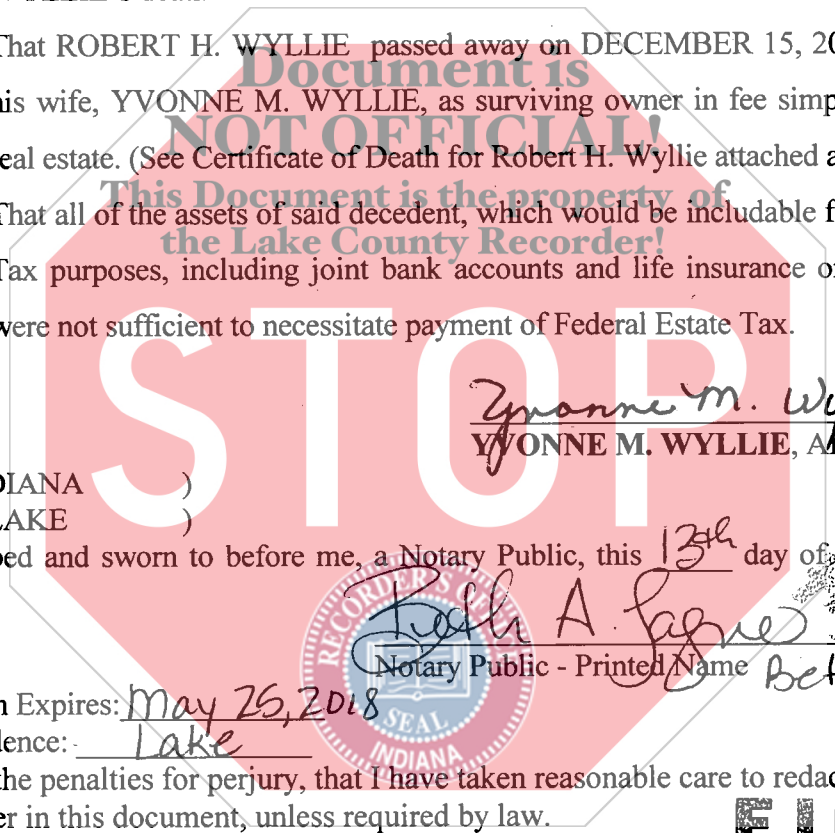 That ROBERT H. WYLLIE passed away on DECEMBER 15, 20
Document is
his wife, YVONNE M. WYLLIE, as surviving owner in fee simp
NOT OFFICIAL!
real estate. (See Certificate of Death for Robert H. Wyllie attached a
This Document is the property of
That all of the assets of said decedent, which would be includable f
the Lake County Recorder!
Tax purposes, including joint bank accounts and life insurance o
were not sufficient to necessitate payment of Federal Estate Tax.
STOP
Yvonne M. Wy
YVONNE M. WYLLIE, A
DIANA )
LAKE )
bed and sworn to before me, a Notary Public, this 13th day of
RECORDER'S OFFICE
Beth A.
Notary Public - Printed Name Bet
n Expires: May 25, 2018
SEAL
dence: Lake
INDIANA
the penalties for perjury, that I have taken reasonable care to redac
er in this document, unless required by law.